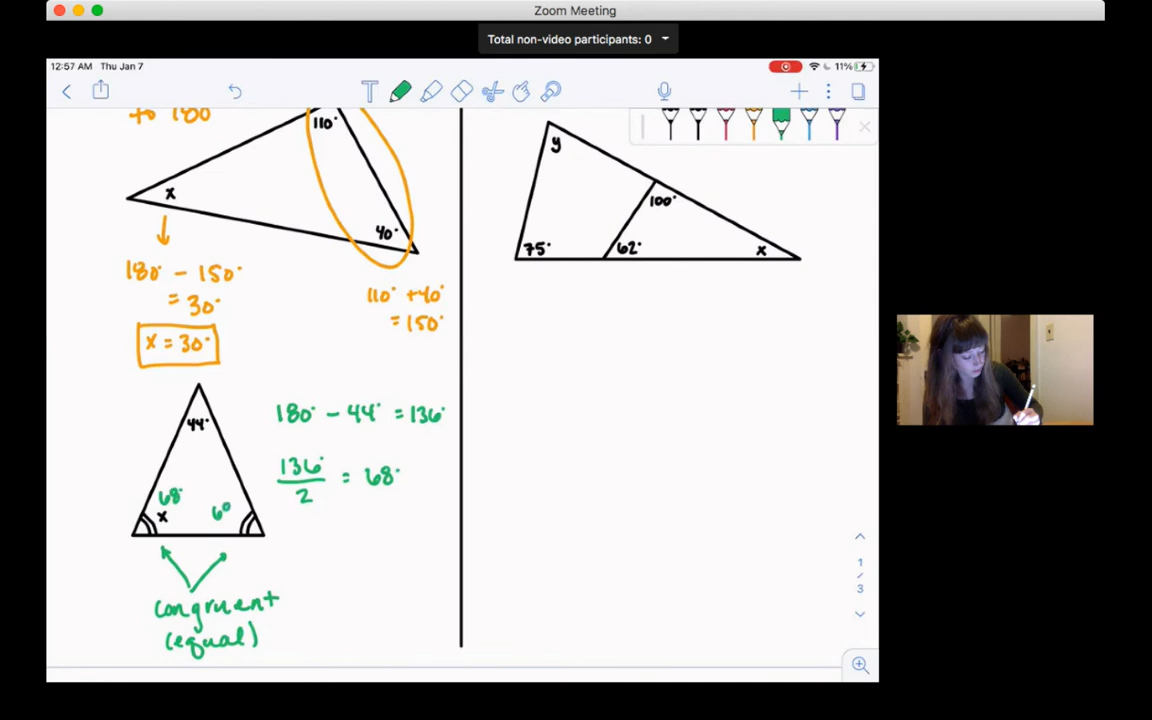 Zoom Meeting
Total non-video participants: 0
12:57 AM Thu Jan 7
11%
T
to 180
110°
x
40°
180° - 150°
= 30°
x = 30°
110° + 40°
= 150°
44°
68°
x
6°
180° - 44° = 136°
136°
2
= 68°
congruent
(equal)
y
100°
75°
62°
x
1
/
3